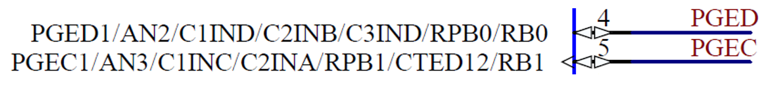 PGED1/AN2/C1IND/C2INB/C3IND/RPB0/RB0 4 PGED
PGEC1/AN3/C1INC/C2INA/RPB1/CTED12/RB1 5 PGEC